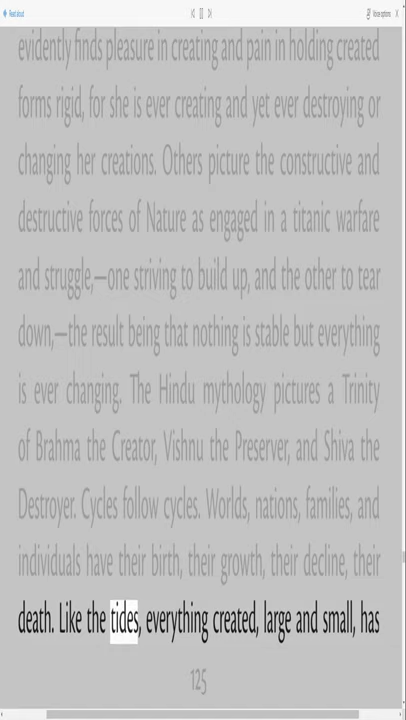 Read aloud
Voice options
evidently finds pleasure in creating and pain in holding created
forms rigid, for she is ever creating and yet ever destroying or
changing her creations. Others picture the constructive and
destructive forces of Nature as engaged in a titanic warfare
and struggle,—one striving to build up, and the other to tear
down,—the result being that nothing is stable but everything
is ever changing. The Hindu mythology pictures a Trinity
of Brahma the Creator, Vishnu the Preserver, and Shiva the
Destroyer. Cycles follow cycles. Worlds, nations, families, and
individuals have their birth, their growth, their decline, their
death. Like the tides, everything created, large and small, has
125